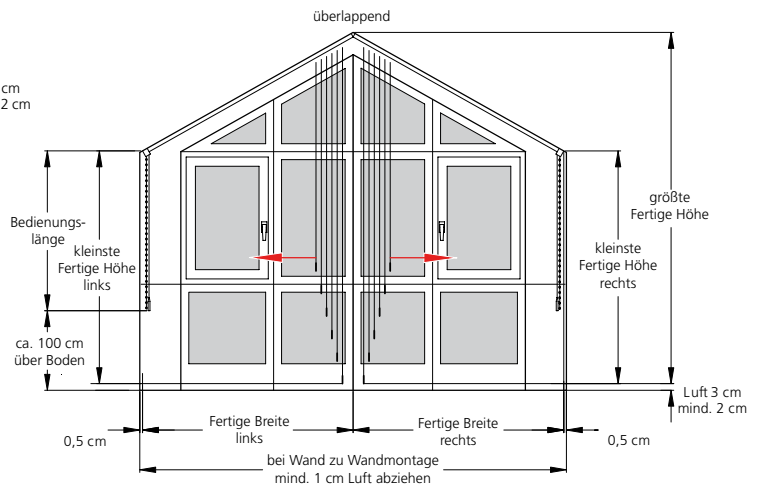 überlappend
cm
2 cm
Bedienungs-
länge
kleinste
Fertige Höhe
links
größte
Fertige Höhe
kleinste
Fertige Höhe
rechts
ca. 100 cm
über Boden
Luft 3 cm
mind. 2 cm
Fertige Breite
links
Fertige Breite
rechts
0,5 cm
0,5 cm
bei Wand zu Wandmontage
mind. 1 cm Luft abziehen